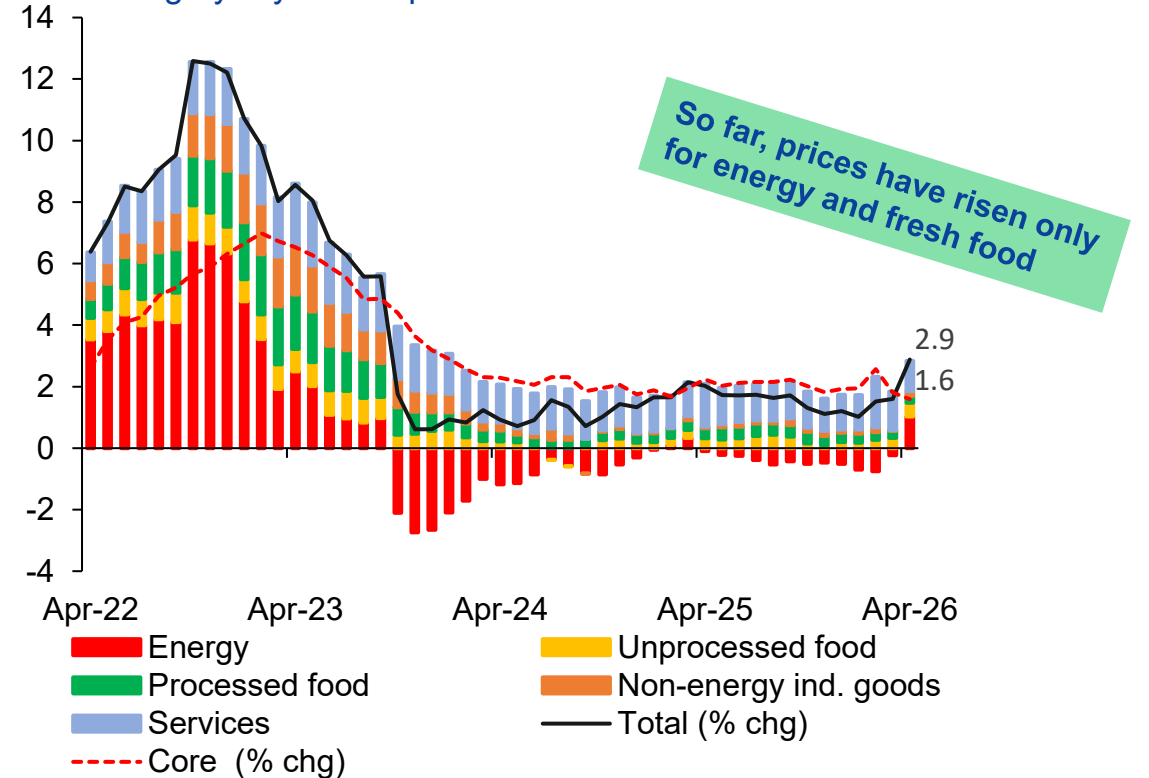 14
12
10
8
6
4
2
0
-2
-4
So far, prices have risen only
for energy and fresh food
2.9
1.6
Apr-22 Apr-23 Apr-24 Apr-25 Apr-26
Energy
Unprocessed food
Processed food
Non-energy ind. goods
Services
Total (% chg)
Core (% chg)